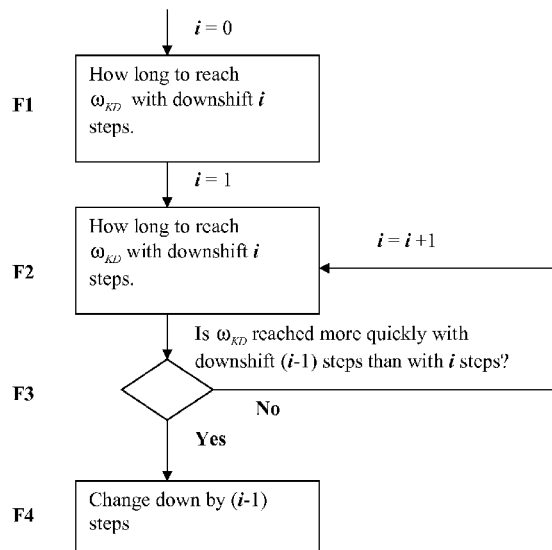 i = 0
How long to reach
ω_KD with downshift i
steps.
F1
i = 1
How long to reach
ω_KD with downshift i
steps.
i = i +1
F2
Is ω_KD reached more quickly with
downshift (i-1) steps than with i steps?
F3
No
Yes
Change down by (i-1)
steps
F4